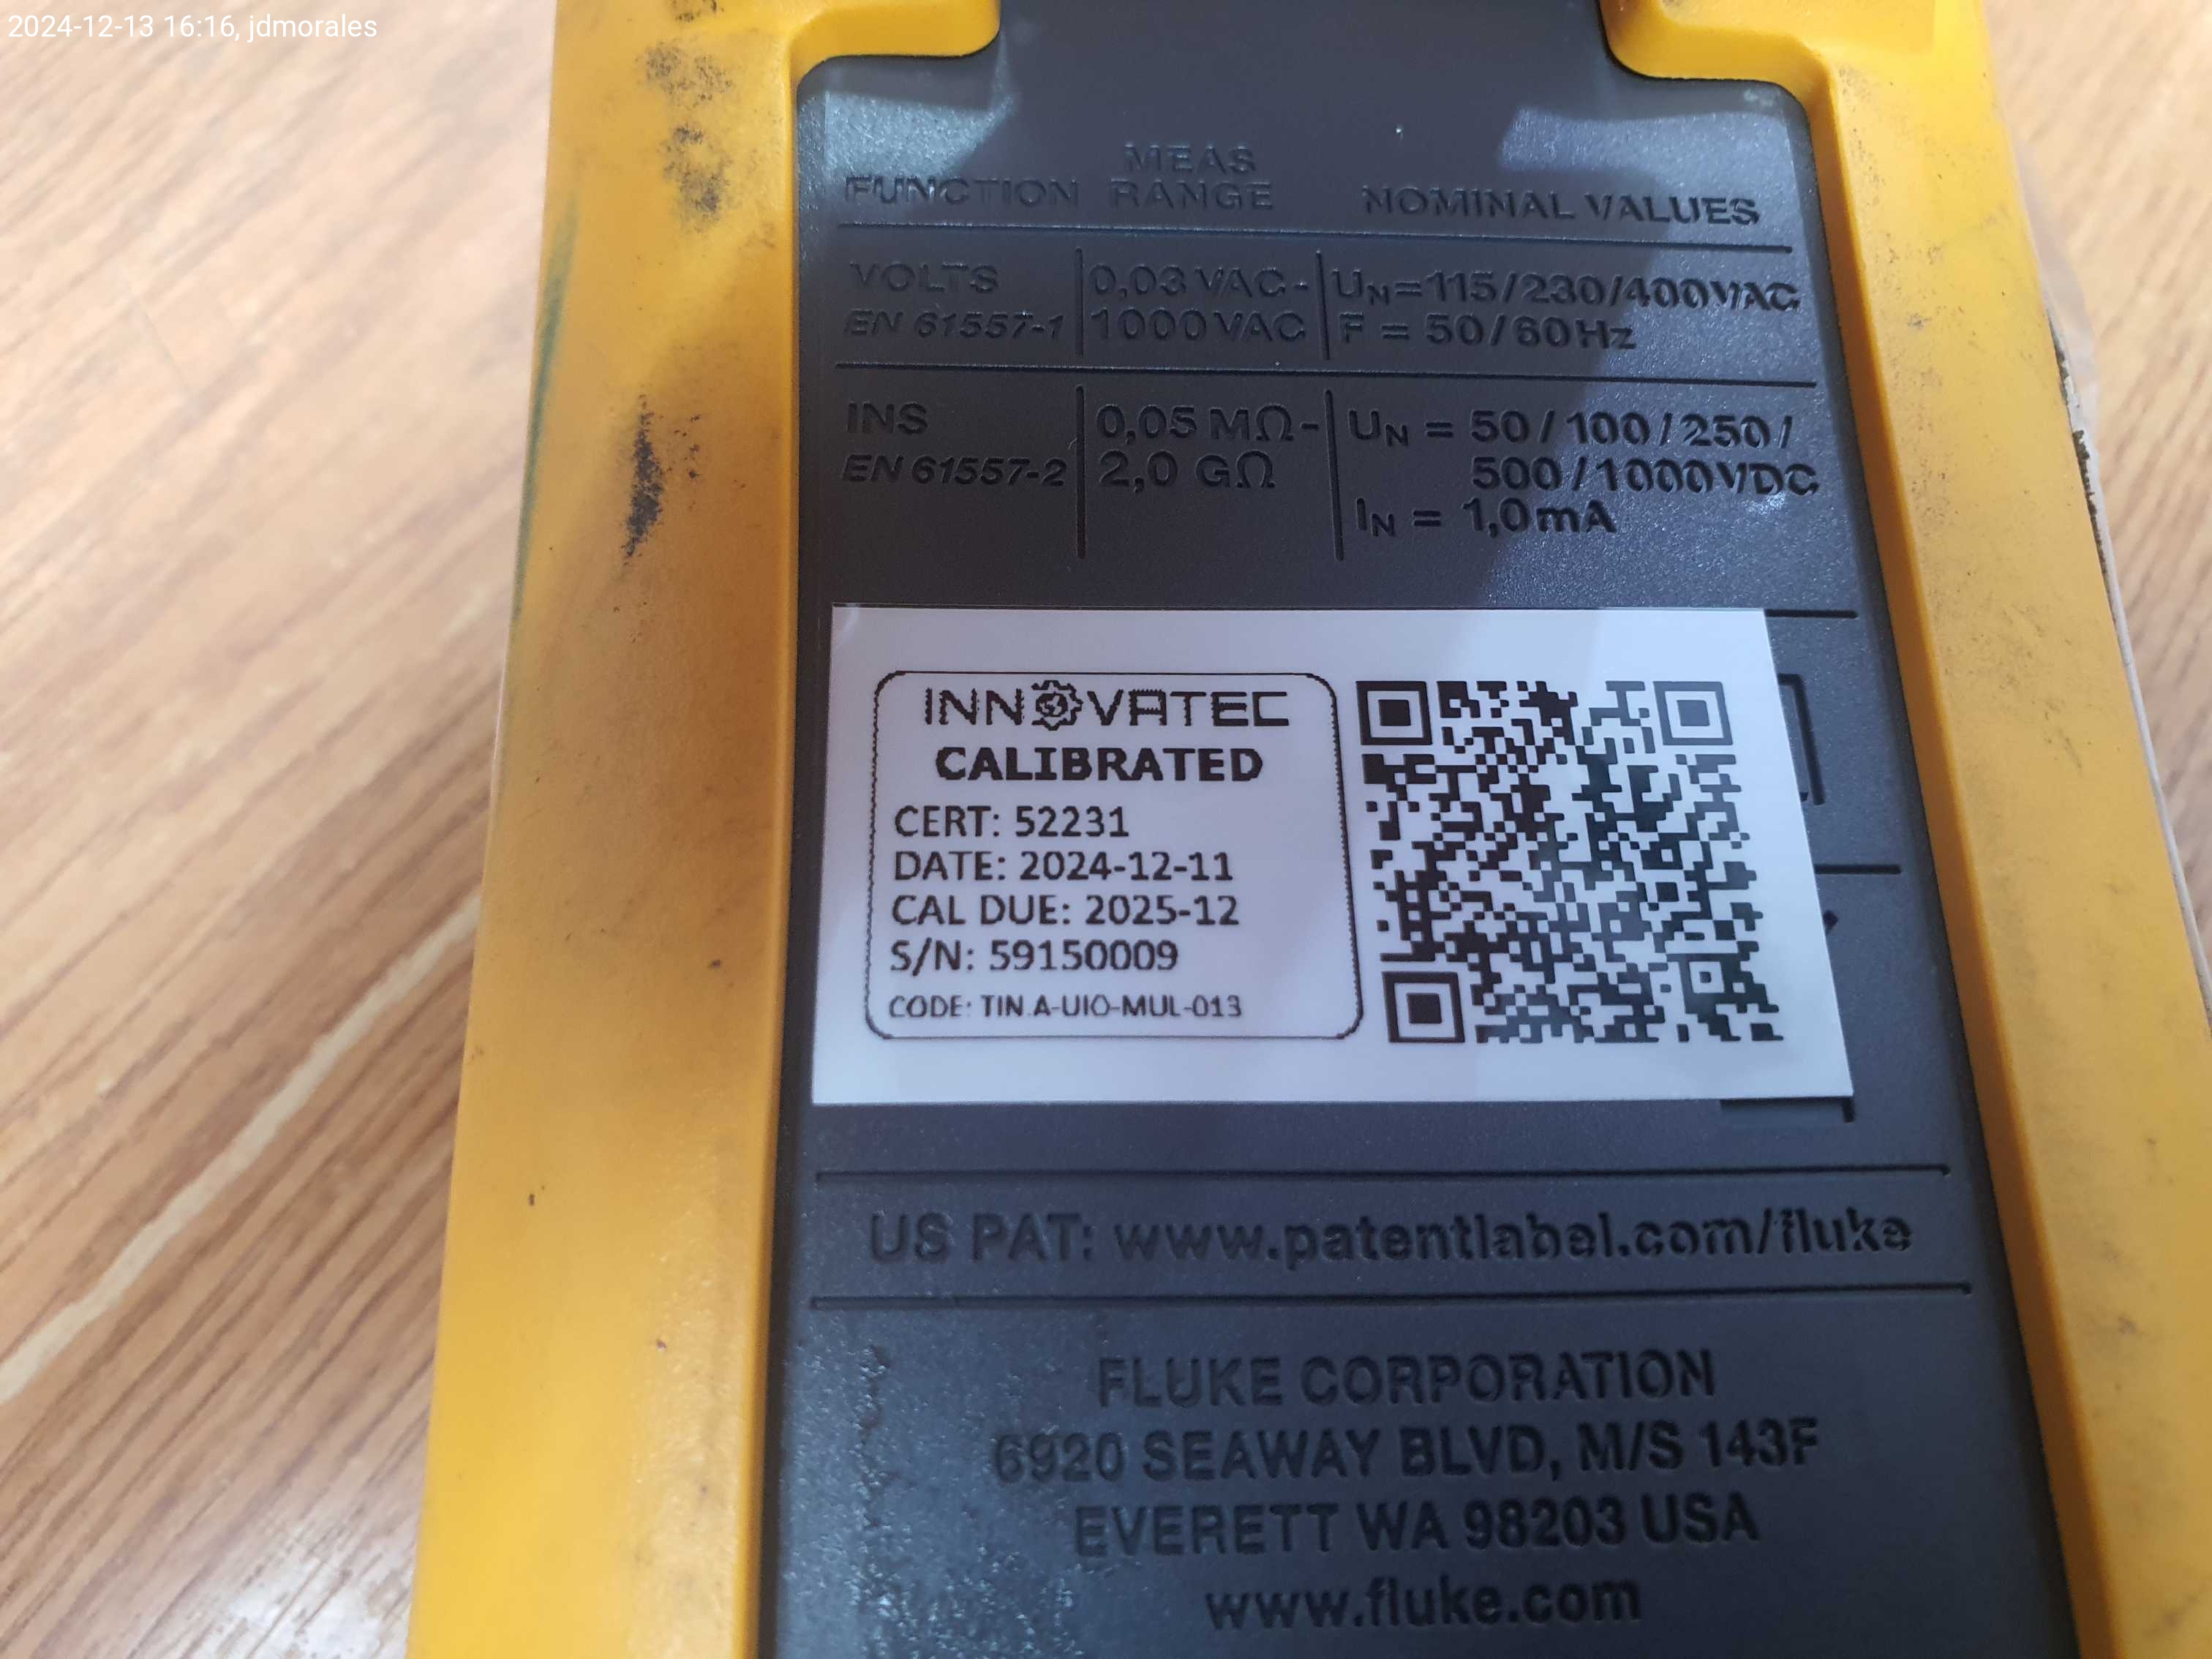 2024-12-13 16:16, jdmorales
FUNCTION MEAS RANGE NOMINAL VALUES
VOLTS 0,03 VAC- UN=115/230/400VAC
EN 61557-1 1000 VAC F = 50/60Hz
INS 0,05 MΩ- UN = 50/100/250/
EN 61557-2 2,0 GΩ 500/1000VDC
IN = 1,0mA
INNOVATEC
CALIBRATED
CERT: 52231
DATE: 2024-12-11
CAL DUE: 2025-12
S/N: 59150009
CODE: TIN.A-UIO-MUL-013
US PAT: www.patentlabel.com/fluke
FLUKE CORPORATION
6920 SEAWAY BLVD, M/S 143F
EVERETT WA 98203 USA
www.fluke.com